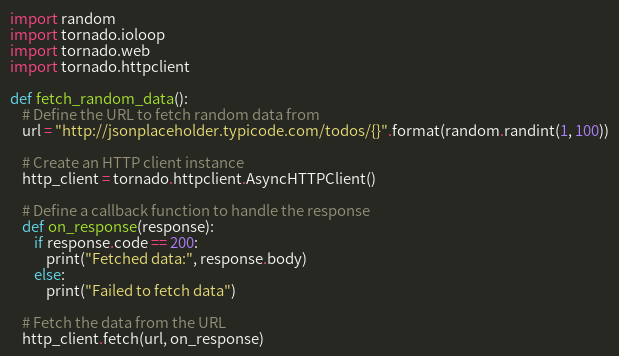 import random
import tornado.ioloop
import tornado.web
import tornado.httpclient

def fetch_random_data():
    # Define the URL to fetch random data from
    url = "http://jsonplaceholder.typicode.com/todos/{}".format(random.randint(1, 100))

    # Create an HTTP client instance
    http_client = tornado.httpclient.AsyncHTTPClient()

    # Define a callback function to handle the response
    def on_response(response):
        if response.code == 200:
            print("Fetched data:", response.body)
        else:
            print("Failed to fetch data")

    # Fetch the data from the URL
    http_client.fetch(url, on_response)